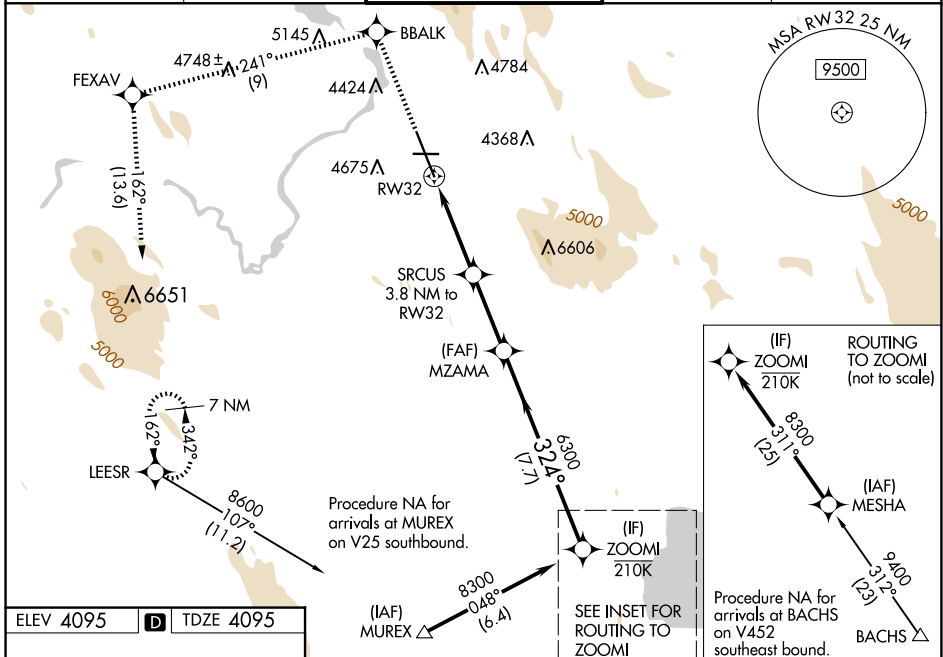 5145
BBALK
MSA RW32 25 NM
4748±
241°
(9)
4784
9500
FEXAV
4424
4368
162°
(13.6)
4675
RW32
5000
5000
6606
SRCUS
3.8 NM to
RW32
6651
6000
5000
(FAF)
MZAMA
(IF)
ZOOMI
210K
ROUTING
TO ZOOMI
(not to scale)
7 NM
162°
342°
LEESR
6300
324°
(7.7)
8300
311°
(25)
8600
107°
(11.2)
Procedure NA for
arrivals at MUREX
on V25 southbound.
(IAF)
MESHA
(IF)
ZOOMI
210K
9400
312°
(23)
8300
048°
(6.4)
(IAF)
MUREX
SEE INSET FOR
ROUTING TO
ZOOMI
Procedure NA for
arrivals at BACHS
on V452
southeast bound.
BACHS
ELEV 4095
D
TDZE 4095